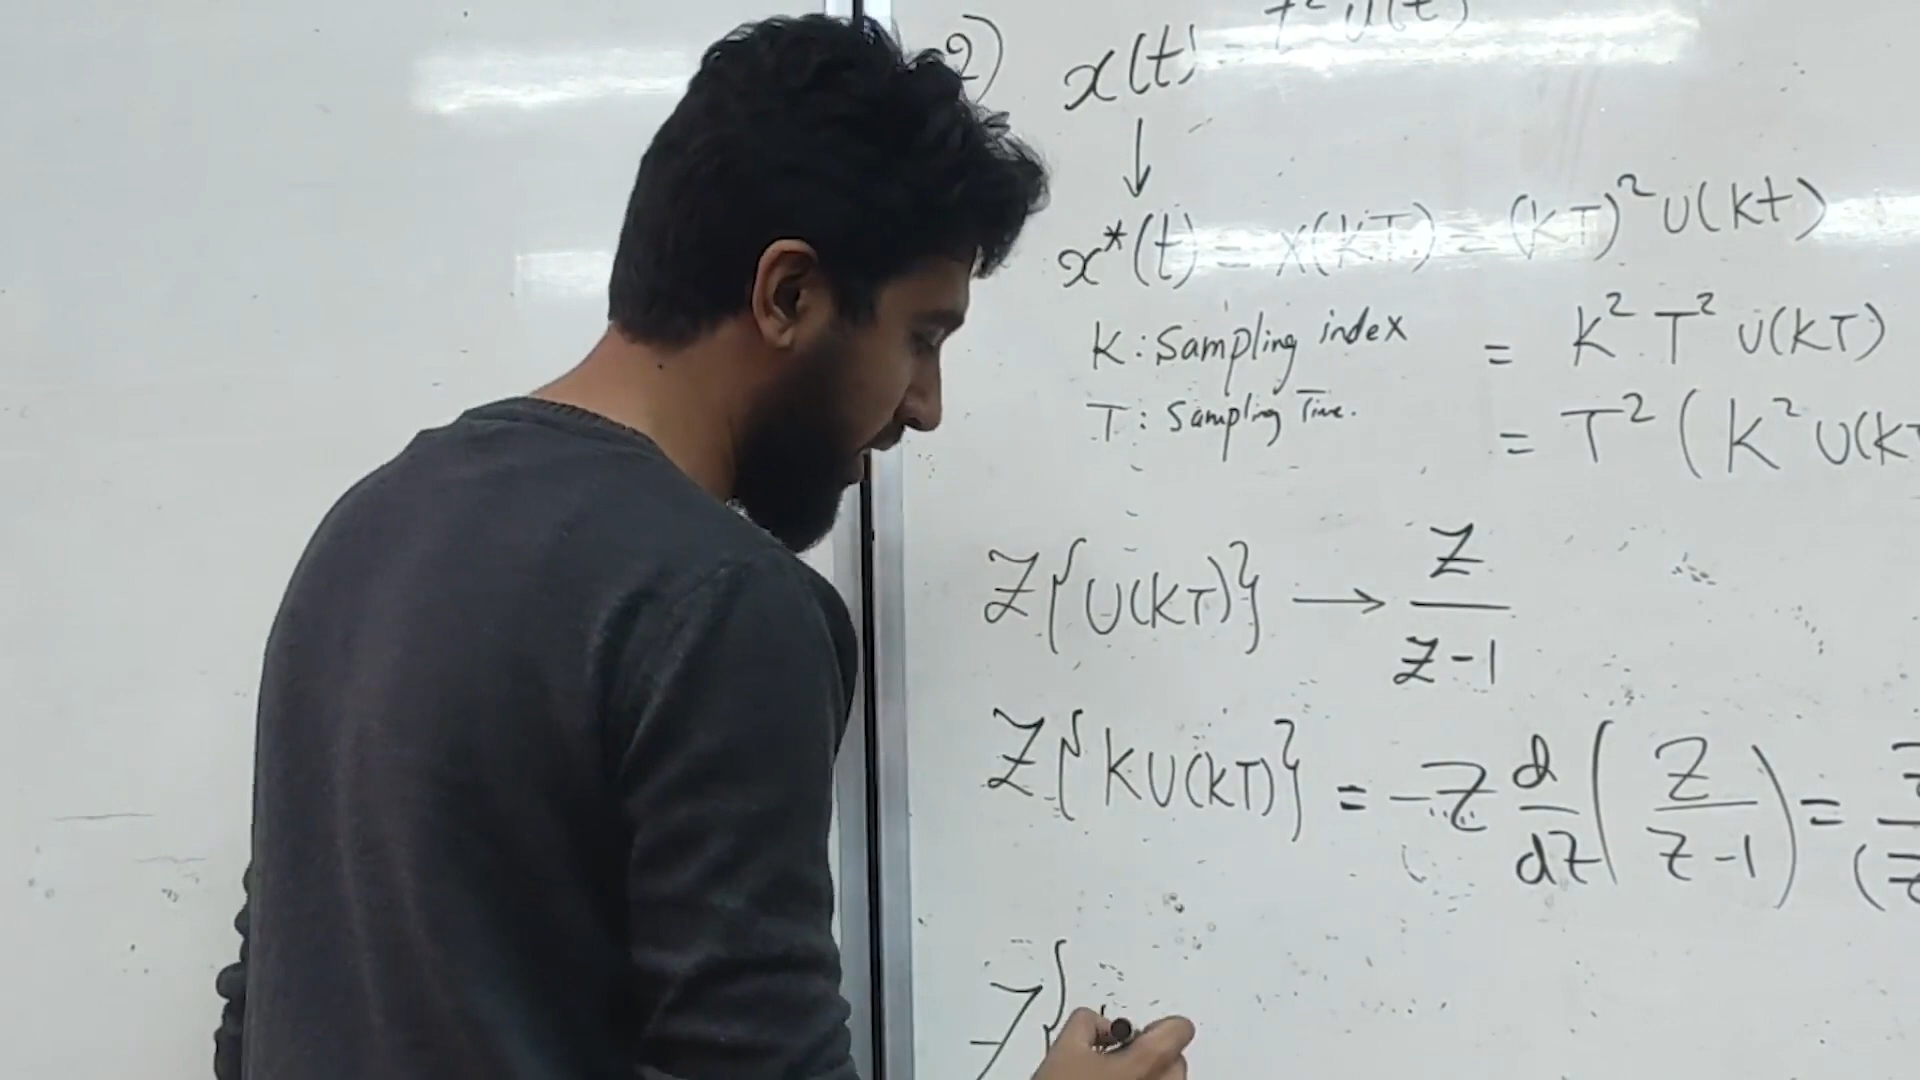 2) x(t) = t² U(t)
↓
x*(t) = x(KT) = (KT)² U(Kt)
K : Sampling index = K² T² U(KT)
T : Sampling Time. = T² ( K² U(K
Z{U(KT)} → Z / Z-1
Z{KU(KT)} = -Z d/dZ ( Z / Z-1 ) = Z / (Z
Z{